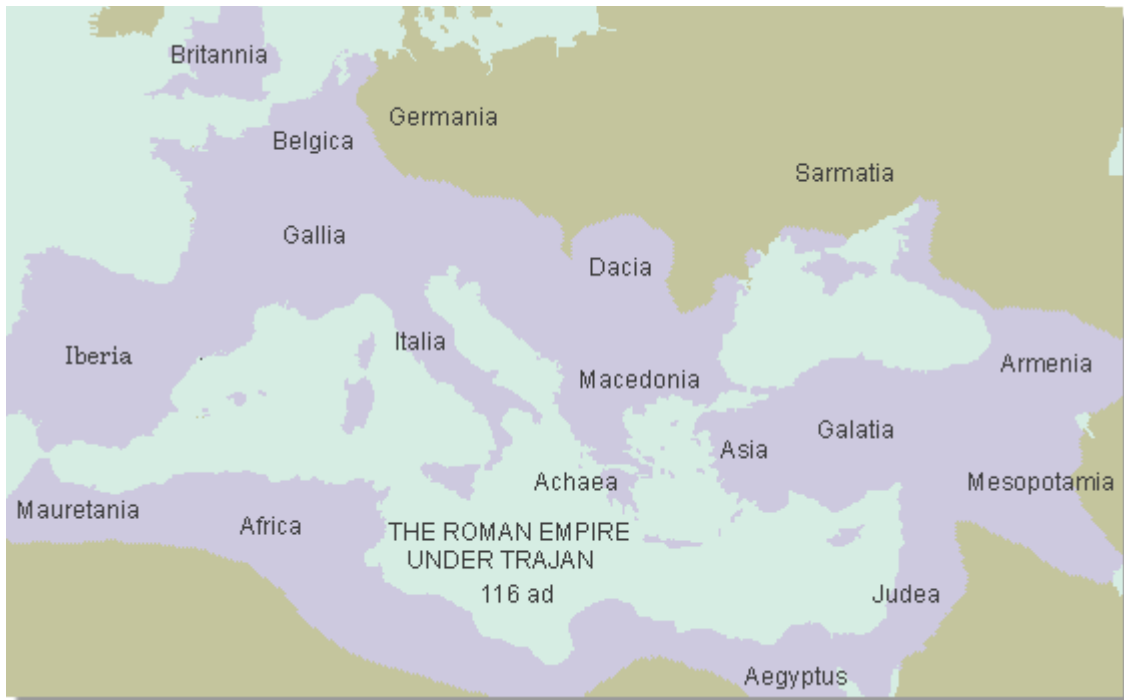 Britannia
Germania
Belgica
Sarmatia
Gallia
Dacia
Italia
Iberia
Armenia
Macedonia
Galatia
Asia
Achaea
Mesopotamia
Mauretania
Africa
THE ROMAN EMPIRE
UNDER TRAJAN
116 ad
Judea
Aegyptus